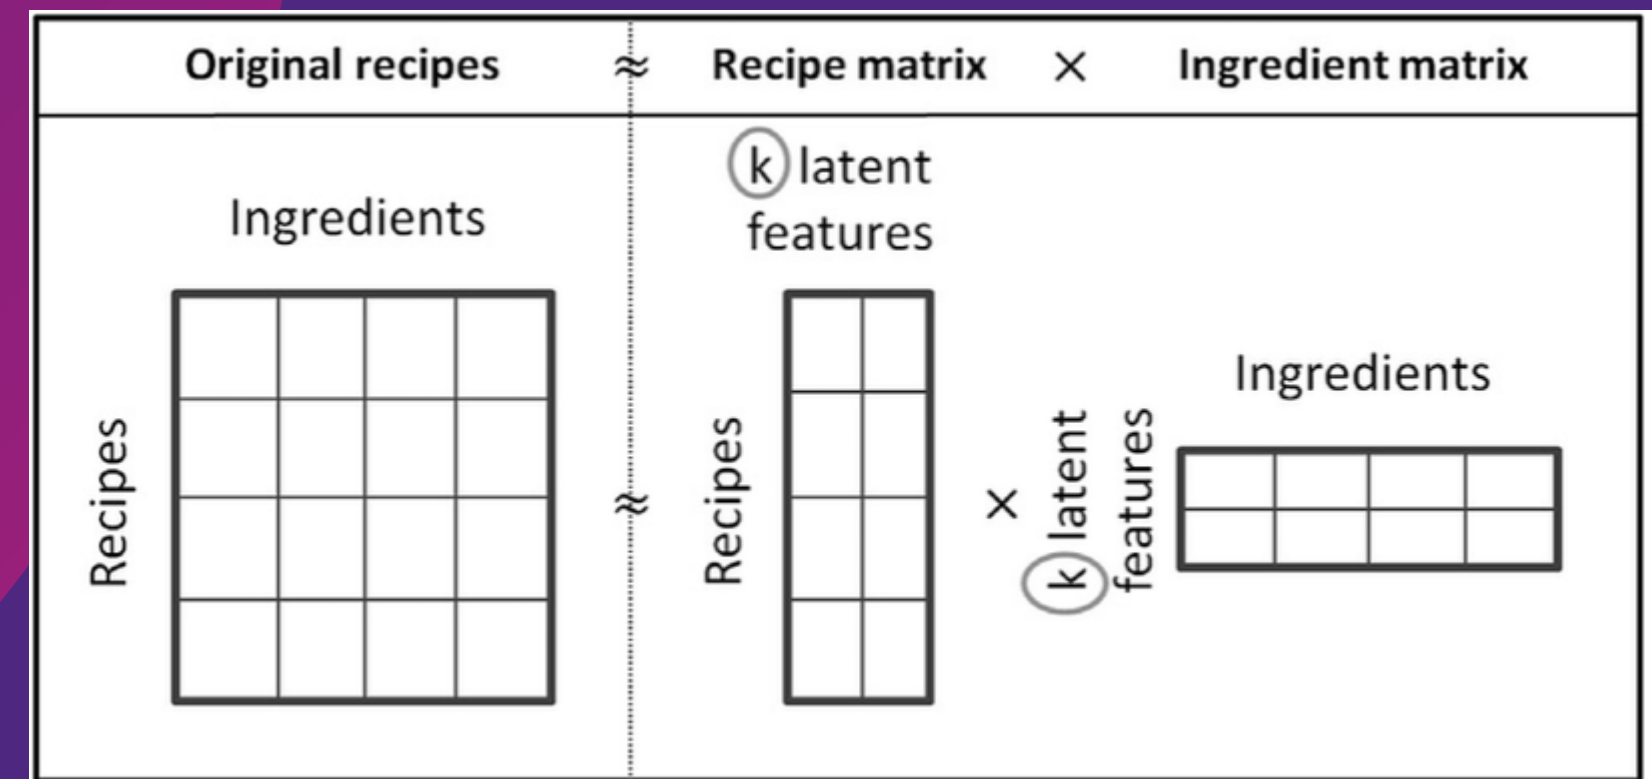 Original recipes ≈ Recipe matrix × Ingredient matrix
Ingredients
Recipes
≈
k latent
features
Recipes
×
k latent
features
Ingredients